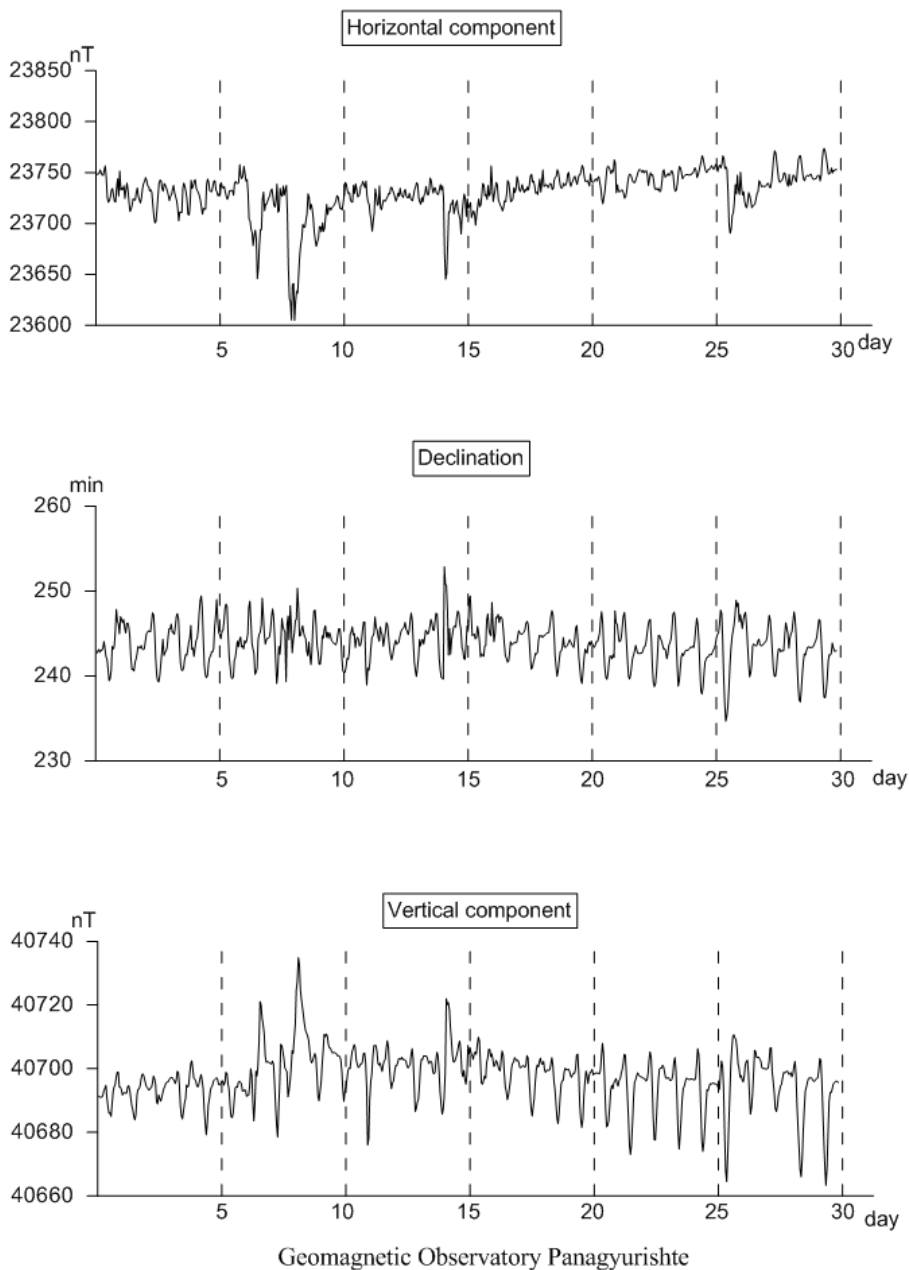 Horizontal component
nT
23850
23800
23750
23700
23650
23600
5 10 15 20 25 30 day
Declination
min
260
250
240
230
5 10 15 20 25 30 day
Vertical component
nT
40740
40720
40700
40680
40660
5 10 15 20 25 30 day
Geomagnetic Observatory Panagyurishte